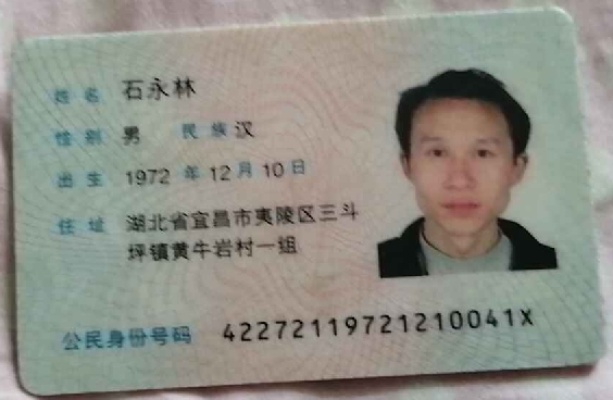 姓名 石永林
性别 男 民族 汉
出生 1972 年 12 月 10 日
住址 湖北省宜昌市夷陵区三斗
坪镇黄牛岩村一组
公民身份号码 42272119721210041X